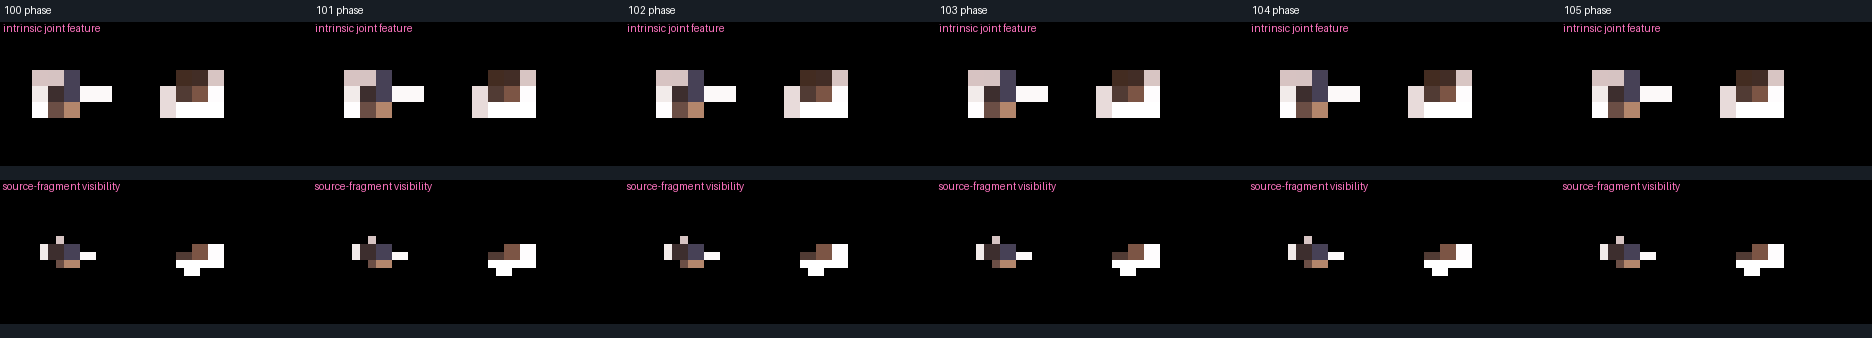 100 phase 101 phase 102 phase 103 phase 104 phase 105 phase
intrinsic joint feature intrinsic joint feature intrinsic joint feature intrinsic joint feature intrinsic joint feature intrinsic joint feature
source-fragment visibility source-fragment visibility source-fragment visibility source-fragment visibility source-fragment visibility source-fragment visibility